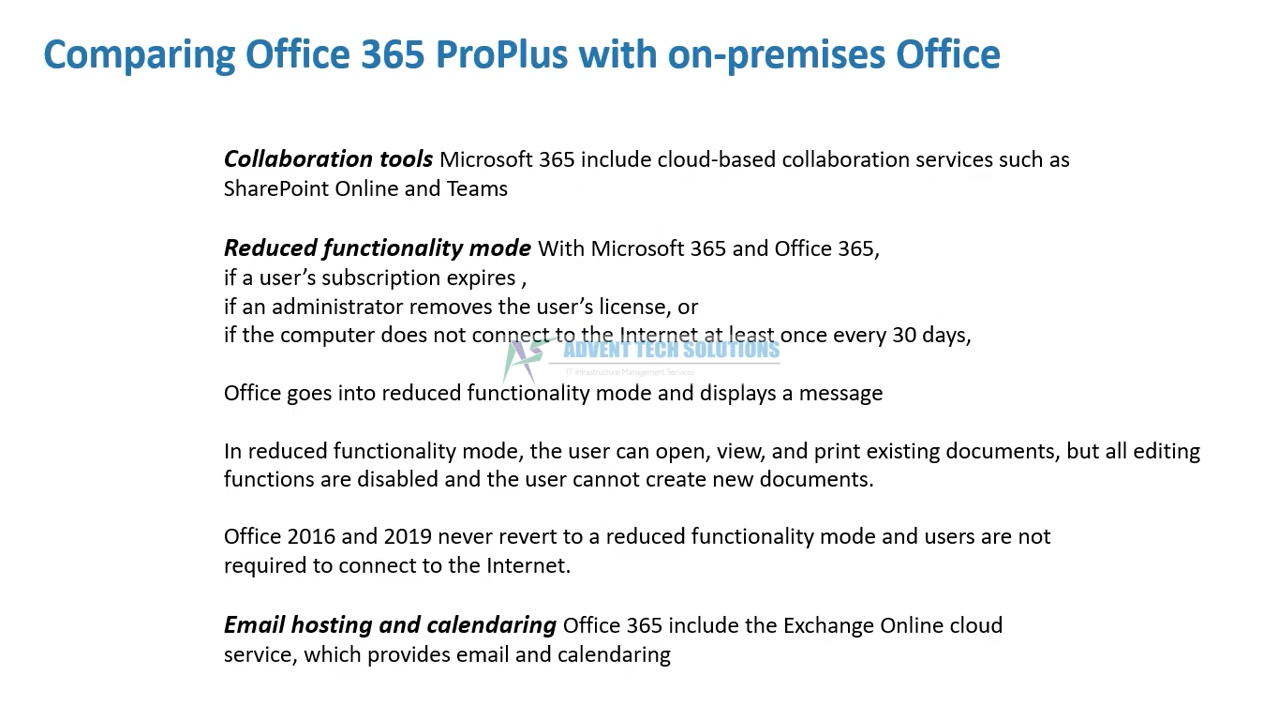 Comparing Office 365 ProPlus with on-premises Office
Collaboration tools Microsoft 365 include cloud-based collaboration services such as
SharePoint Online and Teams
Reduced functionality mode With Microsoft 365 and Office 365,
if a user’s subscription expires ,
if an administrator removes the user’s license, or
if the computer does not connect to the Internet at least once every 30 days,
ADVENT TECH SOLUTIONS
IT Infrastructure Management Services
Office goes into reduced functionality mode and displays a message
In reduced functionality mode, the user can open, view, and print existing documents, but all editing
functions are disabled and the user cannot create new documents.
Office 2016 and 2019 never revert to a reduced functionality mode and users are not
required to connect to the Internet.
Email hosting and calendaring Office 365 include the Exchange Online cloud
service, which provides email and calendaring